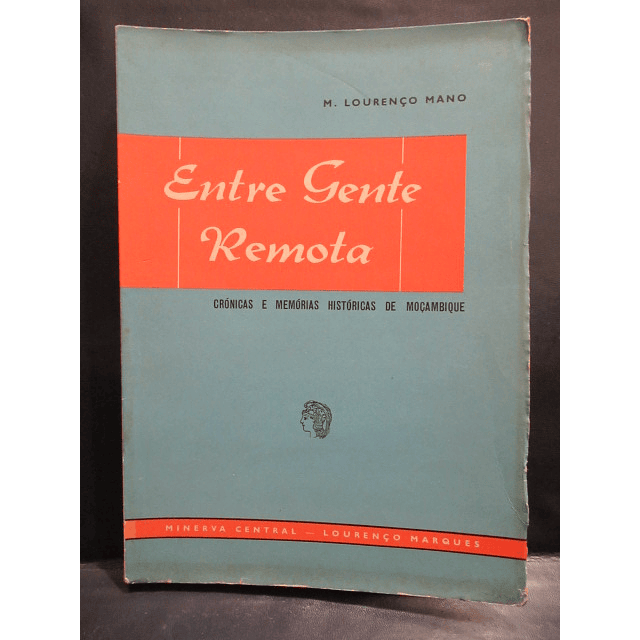 M. LOURENÇO MANO
Entre Gente
Remota
CRÓNICAS E MEMÓRIAS HISTÓRICAS DE MOÇAMBIQUE
MINERVA CENTRAL — LOURENÇO MARQUES